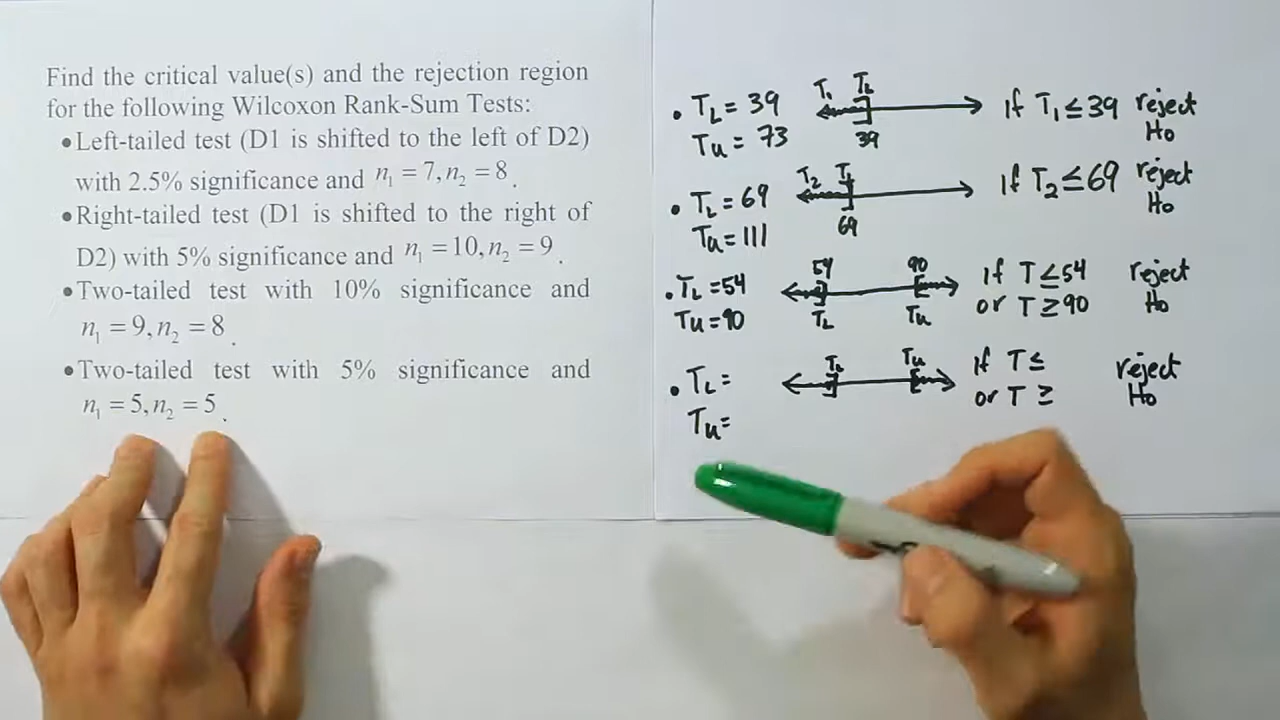 Find the critical value(s) and the rejection region
for the following Wilcoxon Rank-Sum Tests:
•Left-tailed test (D1 is shifted to the left of D2)
with 2.5% significance and n₁ = 7, n₂ = 8.
•Right-tailed test (D1 is shifted to the right of
D2) with 5% significance and n₁ = 10, n₂ = 9.
•Two-tailed test with 10% significance and
n₁ = 9, n₂ = 8.
•Two-tailed test with 5% significance and
n₁ = 5, n₂ = 5.
• TL = 39 T₁ TL if T₁ ≤ 39 reject
Tu = 73 39 Ho
• TL = 69 T₂ TL if T₂ ≤ 69 reject
Tu = 111 69 Ho
• TL = 54 54 90 if T ≤ 54 reject
Tu = 90 TL Tu or T ≥ 90 Ho
• TL = TL Tu if T ≤ reject
Tu = or T ≥ Ho